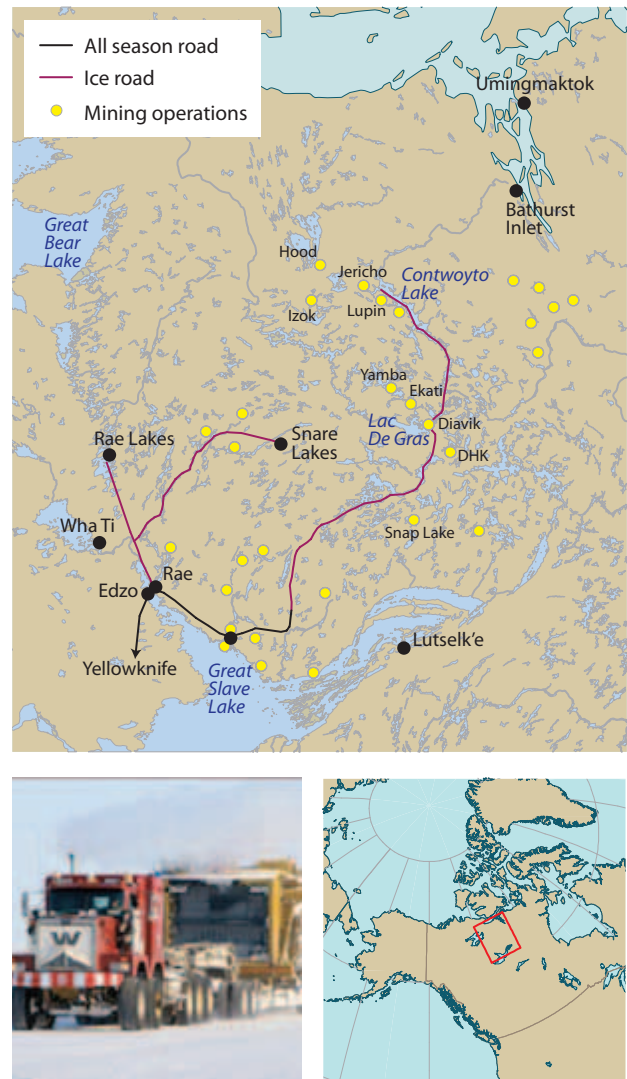 All season road
Ice road
Mining operations
Umingmaktok
Bathurst
Inlet
Great
Bear
Lake
Hood
Jericho
Contwoyto
Lake
Izok
Lupin
Yamba
Ekati
Lac
De Gras
Diavik
DHK
Rae Lakes
Snare
Lakes
Snap Lake
Wha Ti
Rae
Edzo
Yellowknife
Great
Slave
Lake
Lutselk'e
W